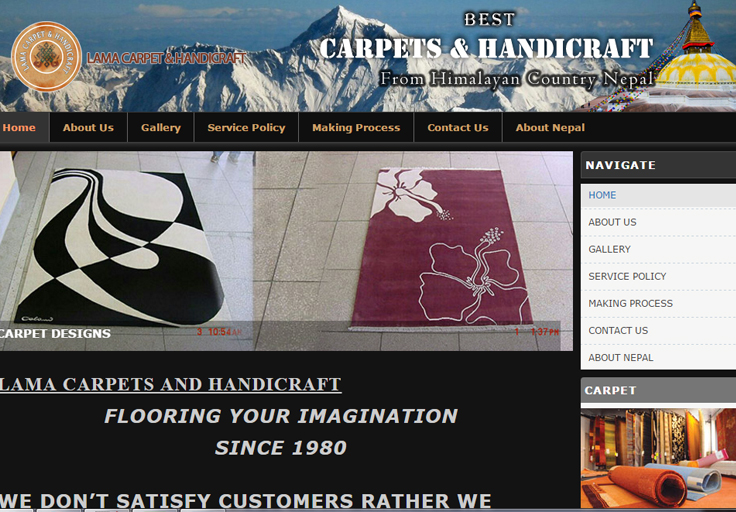 BEST
LAMA CARPET & HANDICRAFT
LAMA CARPET & HANDICRAFT
CARPETS & HANDICRAFT
From Himalayan Country Nepal
Home About Us Gallery Service Policy Making Process Contact Us About Nepal
NAVIGATE
HOME
ABOUT US
GALLERY
SERVICE POLICY
MAKING PROCESS
CONTACT US
ABOUT NEPAL
CARPET DESIGNS
LAMA CARPETS AND HANDICRAFT
FLOORING YOUR IMAGINATION
SINCE 1980
WE DON’T SATISFY CUSTOMERS RATHER WE
CARPET